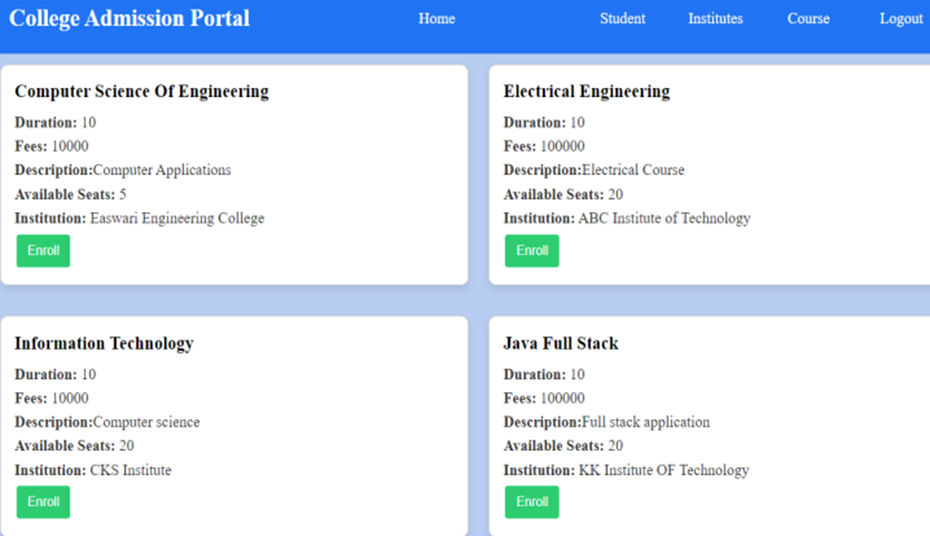 College Admission Portal Home Student Institutes Course Logout
Computer Science Of Engineering
Duration: 10
Fees: 10000
Description:Computer Applications
Available Seats: 5
Institution: Easwari Engineering College
Enroll
Electrical Engineering
Duration: 10
Fees: 100000
Description:Electrical Course
Available Seats: 20
Institution: ABC Institute of Technology
Enroll
Information Technology
Duration: 10
Fees: 10000
Description:Computer science
Available Seats: 20
Institution: CKS Institute
Enroll
Java Full Stack
Duration: 10
Fees: 100000
Description:Full stack application
Available Seats: 20
Institution: KK Institute OF Technology
Enroll